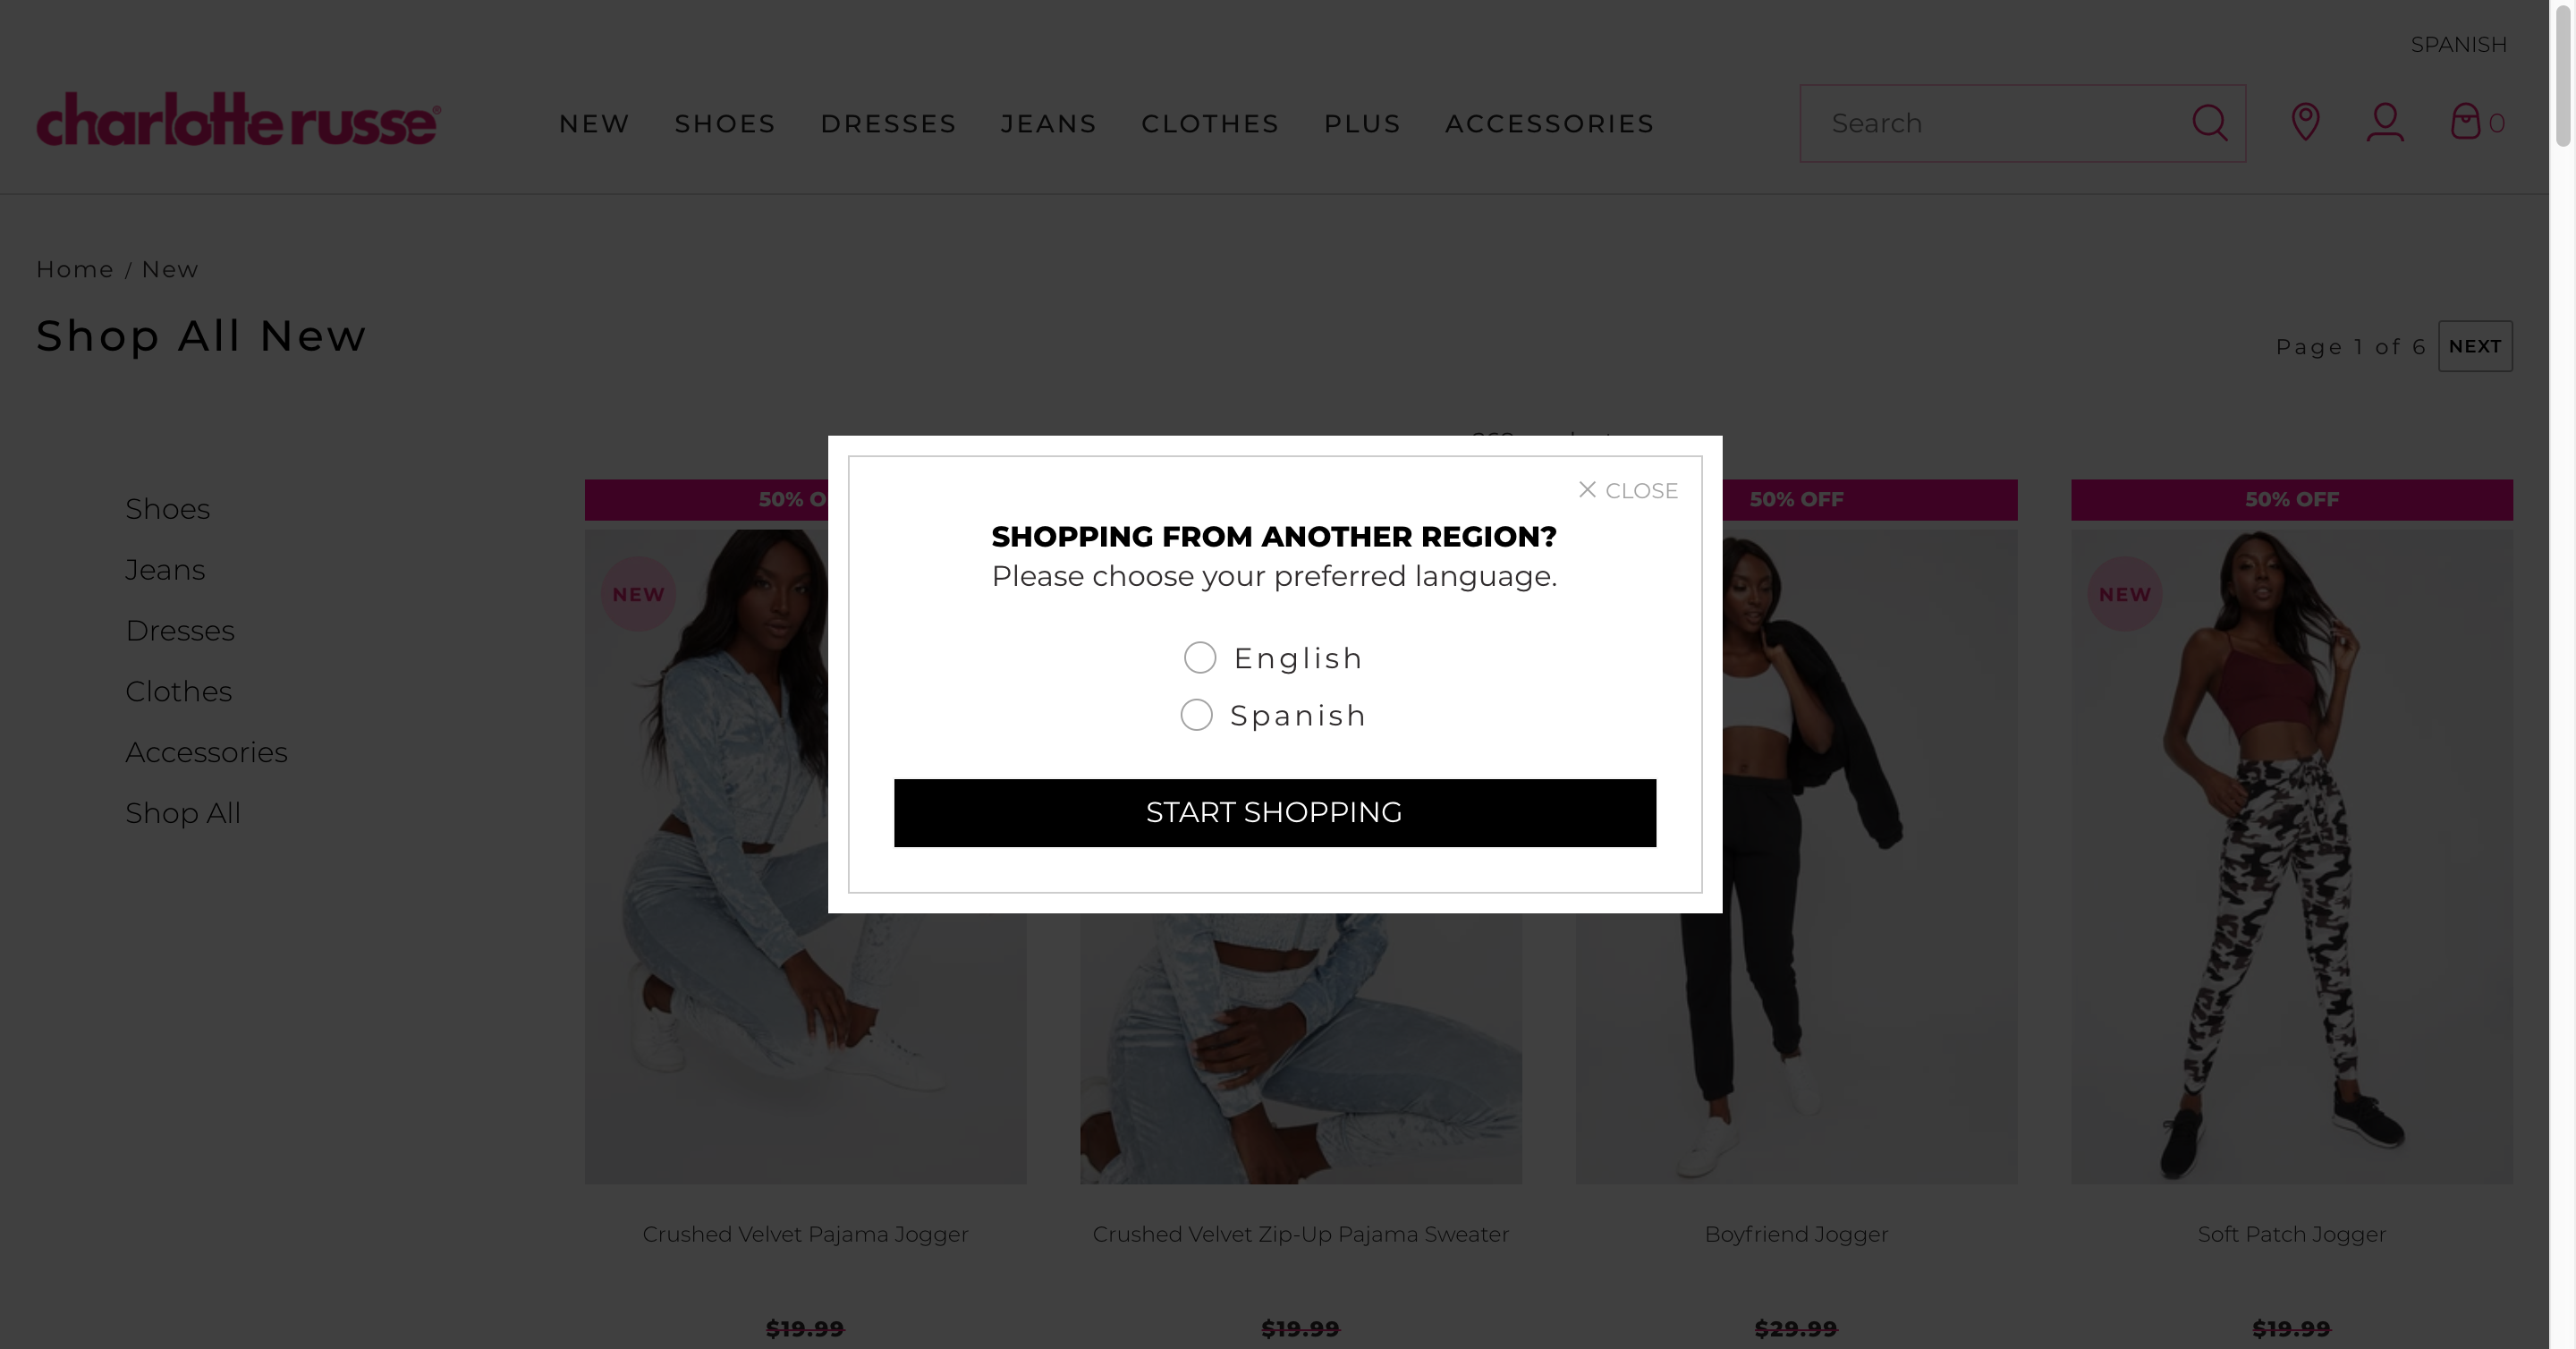 SPANISH
charlotte russe®
NEW SHOES DRESSES JEANS CLOTHES PLUS ACCESSORIES
Search
0
Home / New
Shop All New
Page 1 of 6 NEXT
Shoes
Jeans
Dresses
Clothes
Accessories
Shop All
CLOSE
SHOPPING FROM ANOTHER REGION?
Please choose your preferred language.
English
Spanish
START SHOPPING
50% O
50% OFF
50% OFF
NEW
NEW
Crushed Velvet Pajama Jogger
Crushed Velvet Zip-Up Pajama Sweater
Boyfriend Jogger
Soft Patch Jogger
$19.99
$19.99
$29.99
$19.99